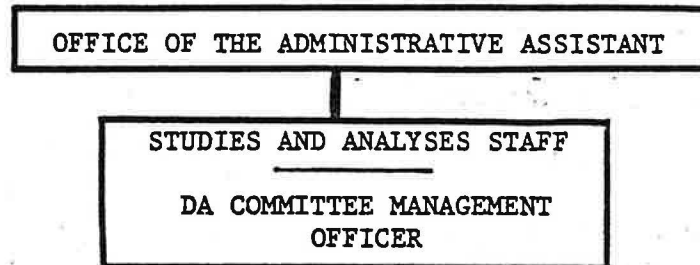 OFFICE OF THE ADMINISTRATIVE ASSISTANT
STUDIES AND ANALYSES STAFF
DA COMMITTEE MANAGEMENT
OFFICER